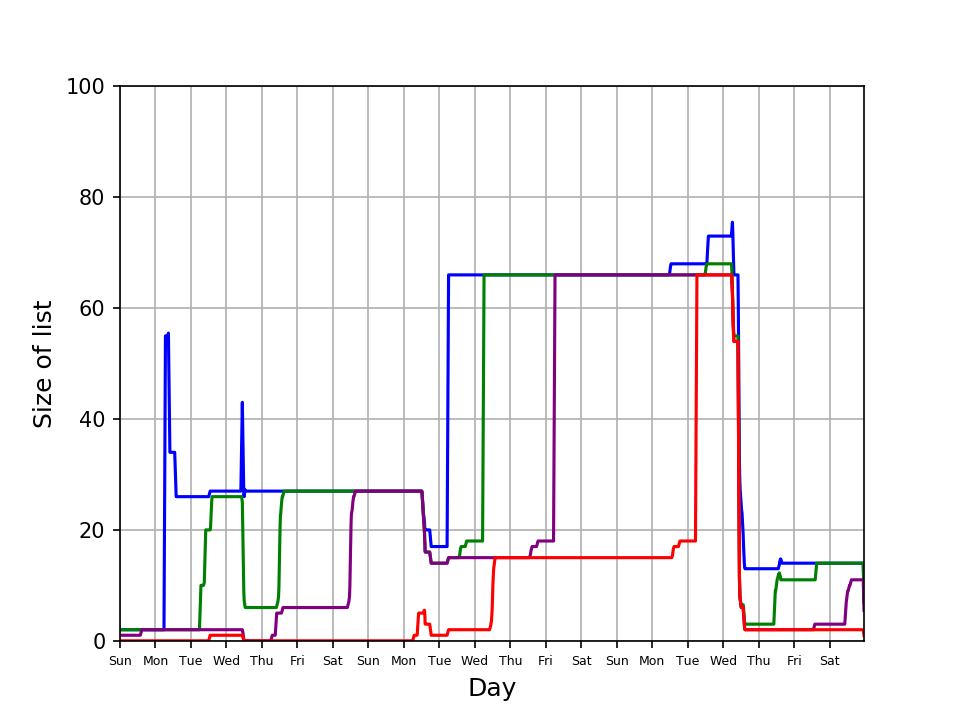 100
80
60
40
20
0
Size of list
Sun Mon Tue Wed Thu Fri Sat Sun Mon Tue Wed Thu Fri Sat Sun Mon Tue Wed Thu Fri Sat
Day